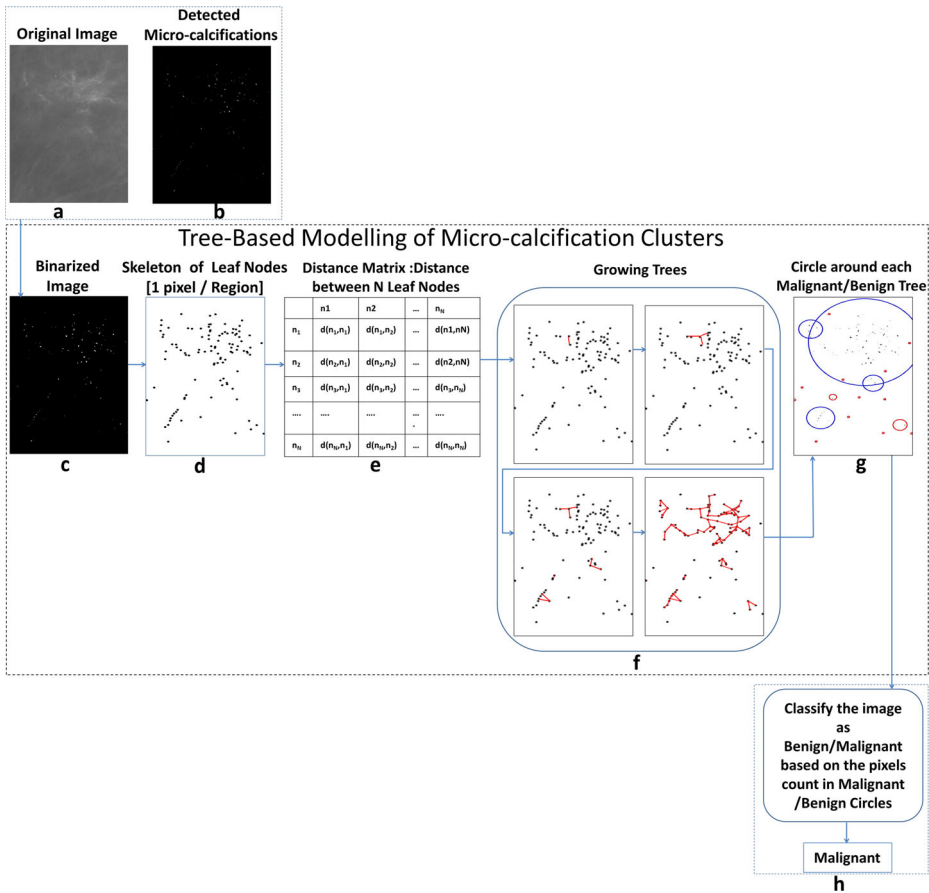 Original Image
Detected
Micro-calcifications
a
b
Tree-Based Modelling of Micro-calcification Clusters
Binarized
Image
Skeleton of Leaf Nodes
[1 pixel / Region]
Distance Matrix :Distance
between N Leaf Nodes
Growing Trees
Circle around each
Malignant/Benign Tree
n1 n2 ... nN
n1 d(n1,n1) d(n1,n2) ... d(n1,nN)
n2 d(n2,n1) d(n2,n2) ... d(n2,nN)
n3 d(n3,n1) d(n3,n2) ... d(n3,nN)
.... .... .... ... ....
.
nN d(nN,n1) d(nN,n2) ... d(nN,nN)
c
d
e
f
g
Classify the image
as
Benign/Malignant
based on the pixels
count in Malignant
/Benign Circles
Malignant
h